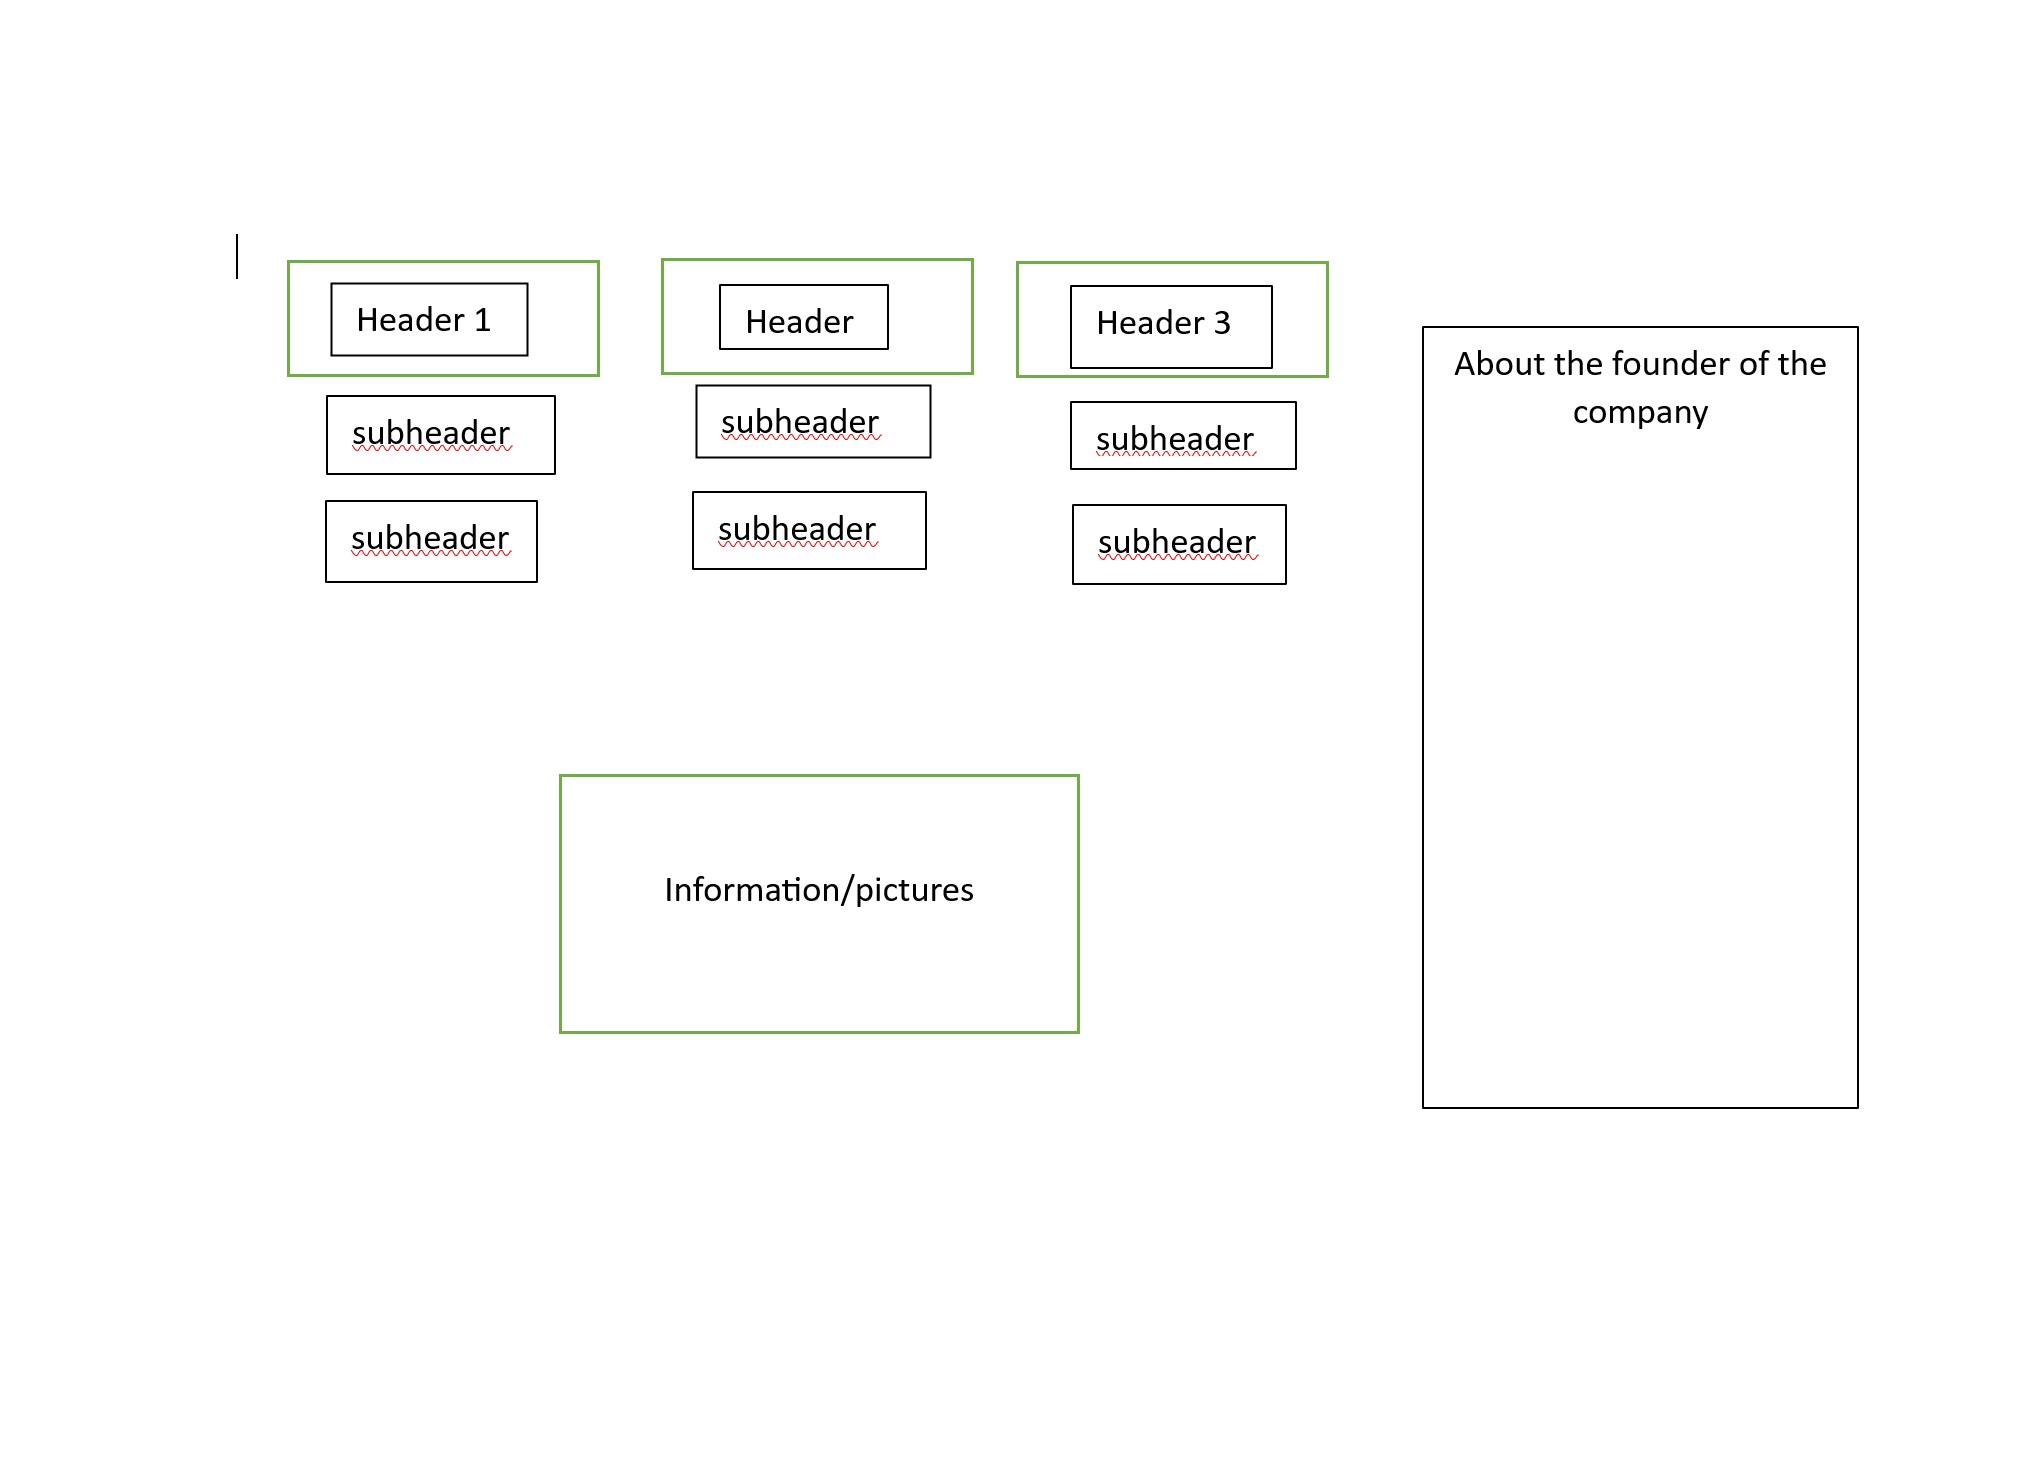 Header 1
Header
Header 3
subheader
subheader
subheader
subheader
subheader
subheader
About the founder of the
company
Information/pictures